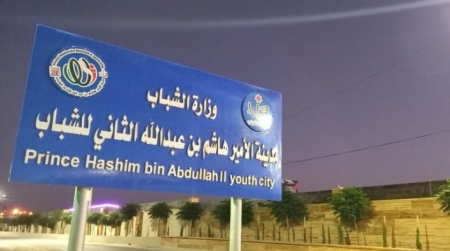 وزارة الشباب
مدينة الأمير هاشم بن عبدالله الثاني للشباب
Prince Hashim bin Abdullah II youth city